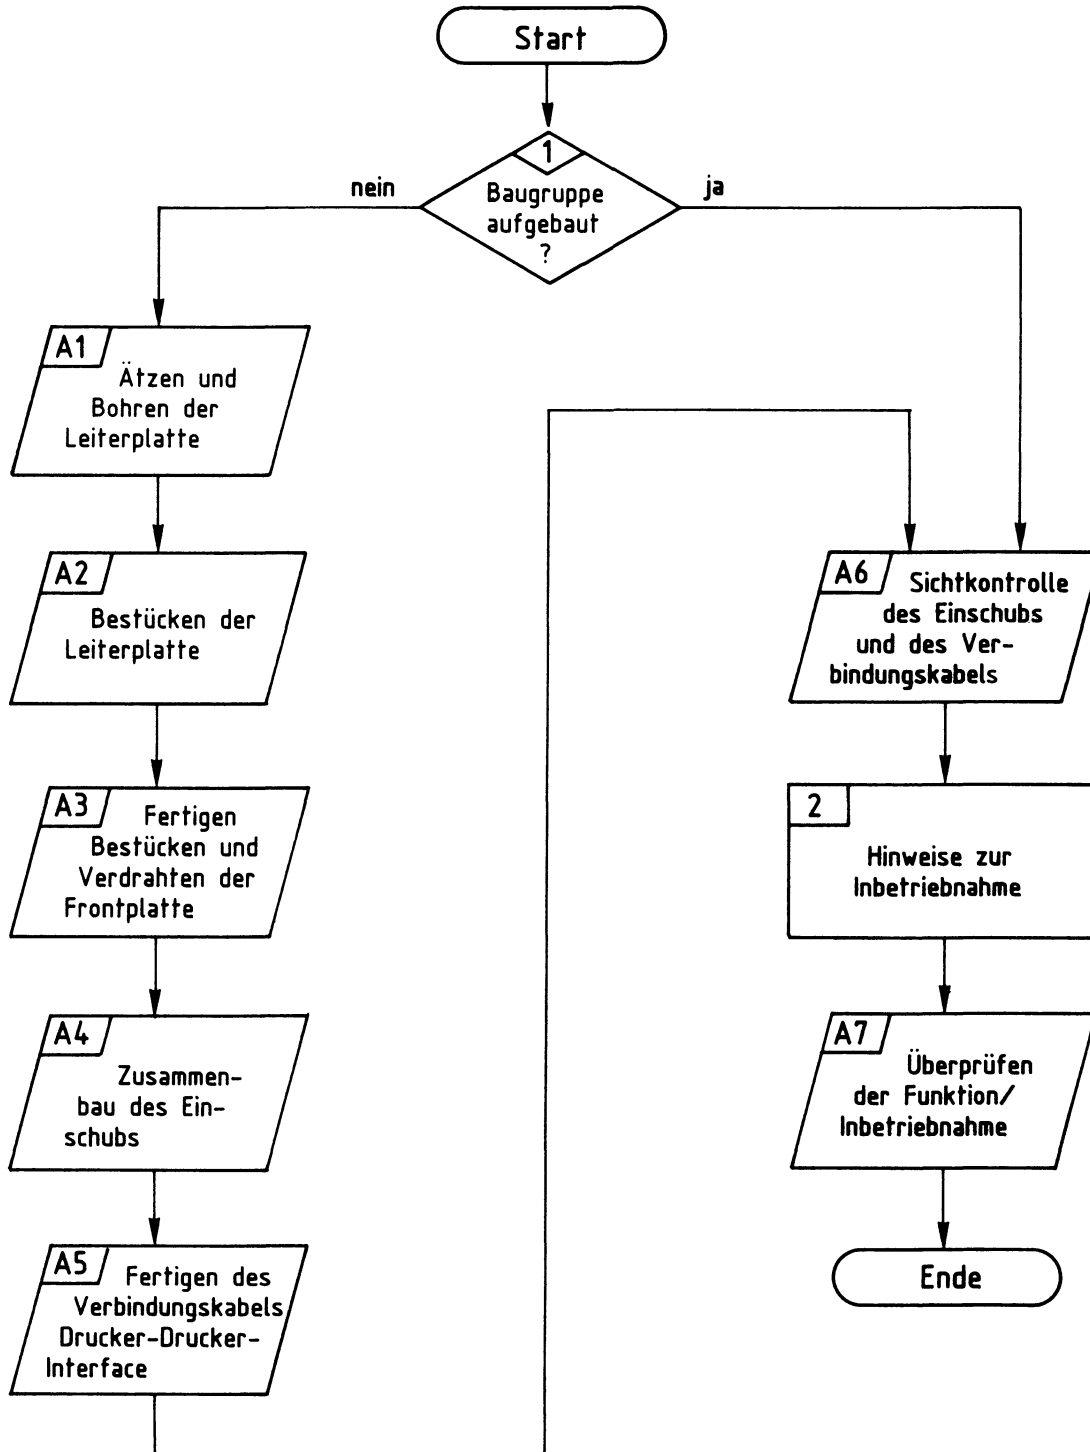 Start
1
Baugruppe
aufgebaut
?
nein
ja
A1
Ätzen und
Bohren der
Leiterplatte
A2
Bestücken der
Leiterplatte
A3
Fertigen
Bestücken und
Verdrahten der
Frontplatte
A4
Zusammen-
bau des Ein-
schubs
A5
Fertigen des
Verbindungskabels
Drucker-Drucker-
Interface
A6
Sichtkontrolle
des Einschubs
und des Ver-
bindungskabels
2
Hinweise zur
Inbetriebnahme
A7
Überprüfen
der Funktion/
Inbetriebnahme
Ende